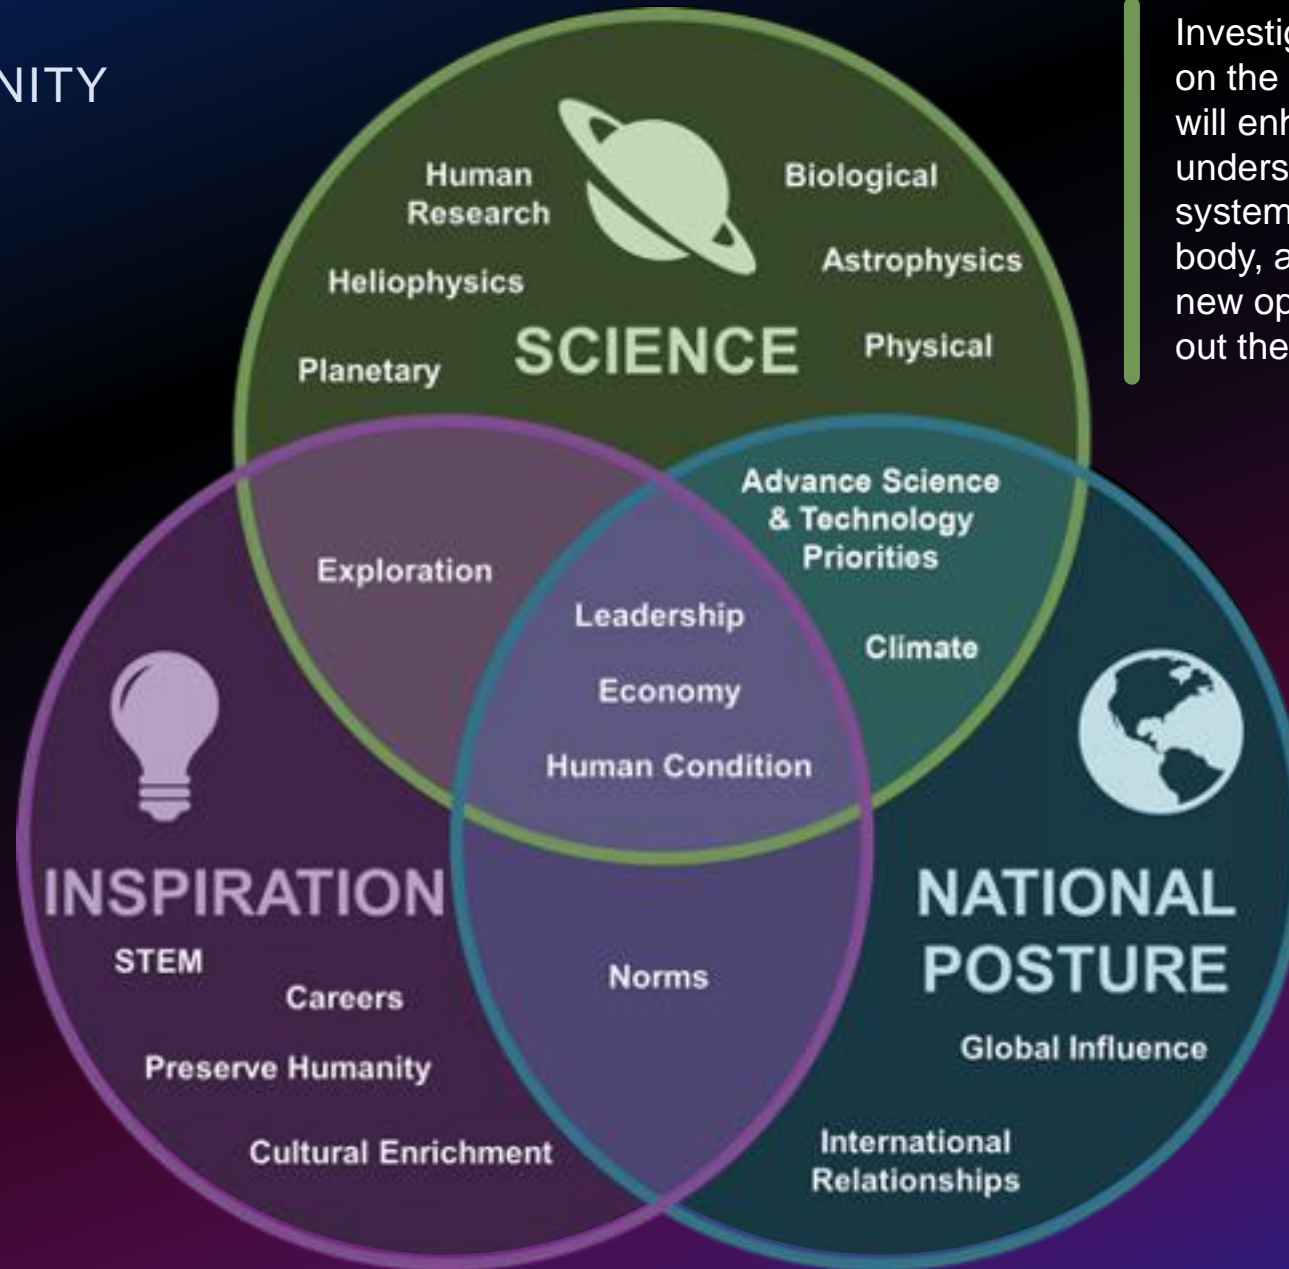 NITY
Investig
on the
will enh
unders
system
body, a
new op
out the
Human
Research
Biological
Heliophysics
Astrophysics
SCIENCE
Planetary
Physical
Advance Science
& Technology
Priorities
Exploration
Leadership
Climate
Economy
Human Condition
INSPIRATION
STEM
Careers
Preserve Humanity
Cultural Enrichment
Norms
NATIONAL
POSTURE
Global Influence
International
Relationships